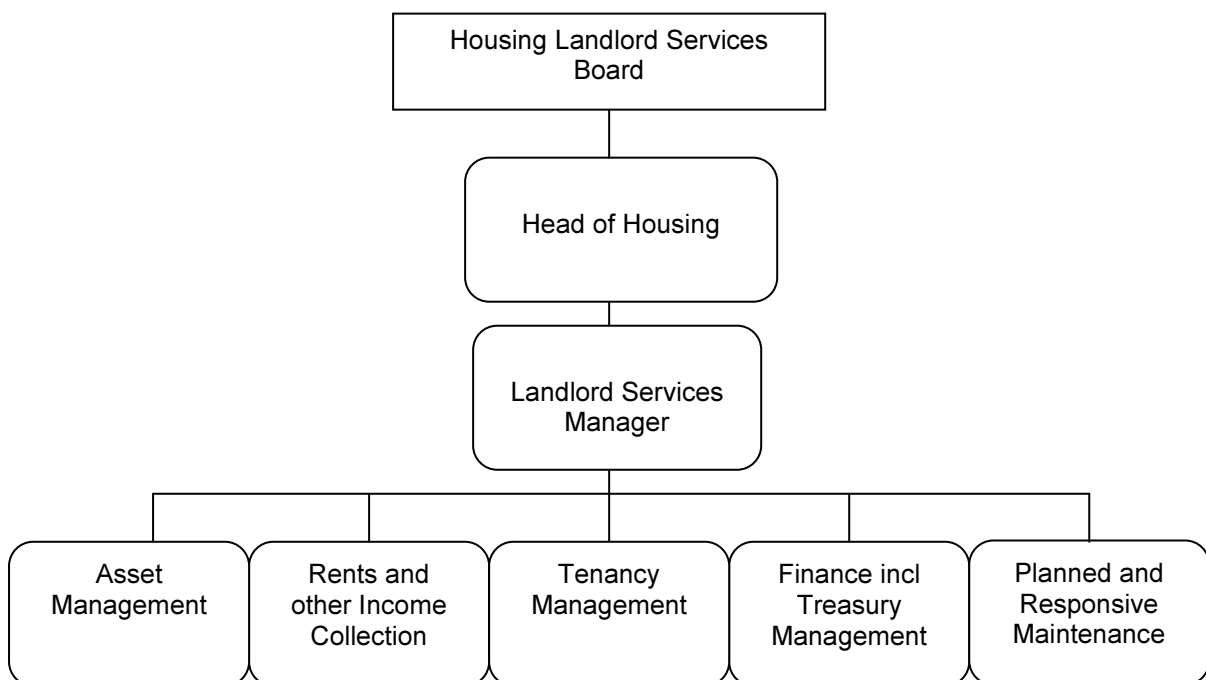 Housing Landlord Services
Board
Head of Housing
Landlord Services
Manager
Asset
Management
Rents and
other Income
Collection
Tenancy
Management
Finance incl
Treasury
Management
Planned and
Responsive
Maintenance